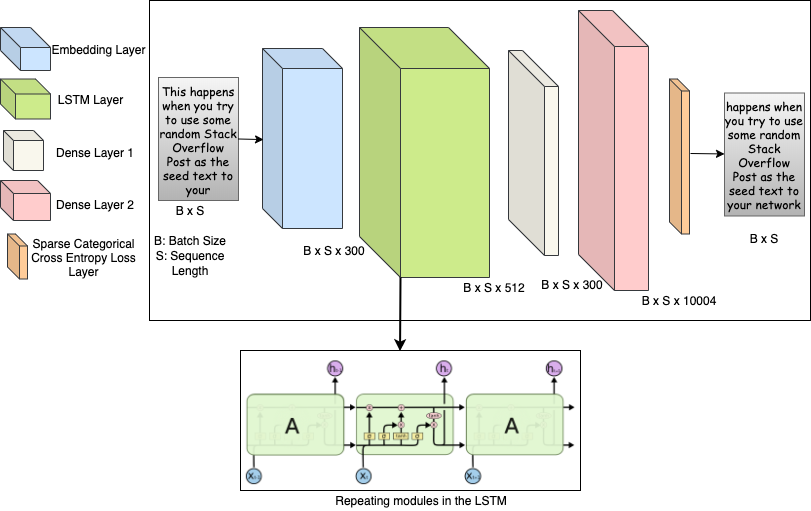 Embedding Layer
LSTM Layer
Dense Layer 1
Dense Layer 2
Sparse Categorical
Cross Entropy Loss
Layer
This happens
when you try
to use some
random Stack
Overflow
Post as the
seed text to
your
B x S
B: Batch Size
S: Sequence
Length
B x S x 300
B x S x 512
B x S x 300
B x S x 10004
happens when
you try to use
some random
Stack
Overflow
Post as the
seed text to
your network
B x S
A
A
Repeating modules in the LSTM